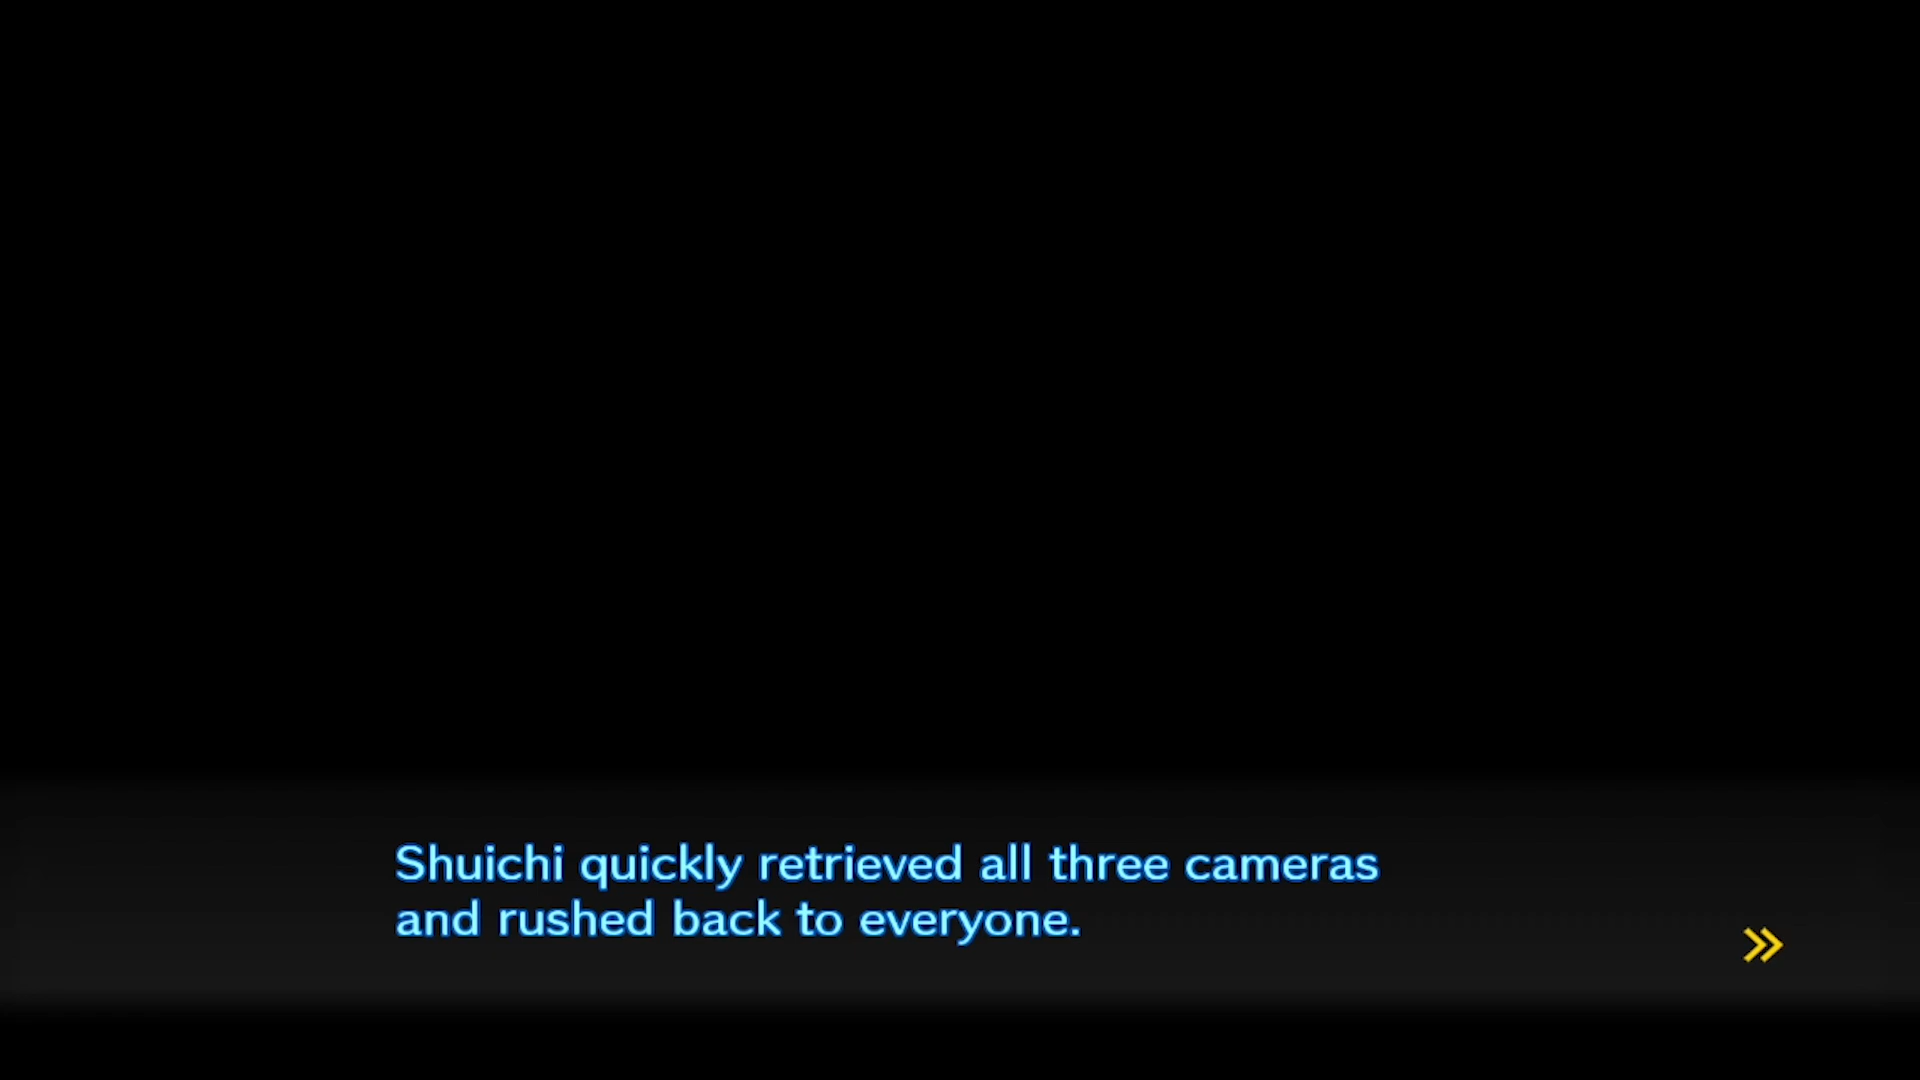 Shuichi quickly retrieved all three cameras
and rushed back to everyone.